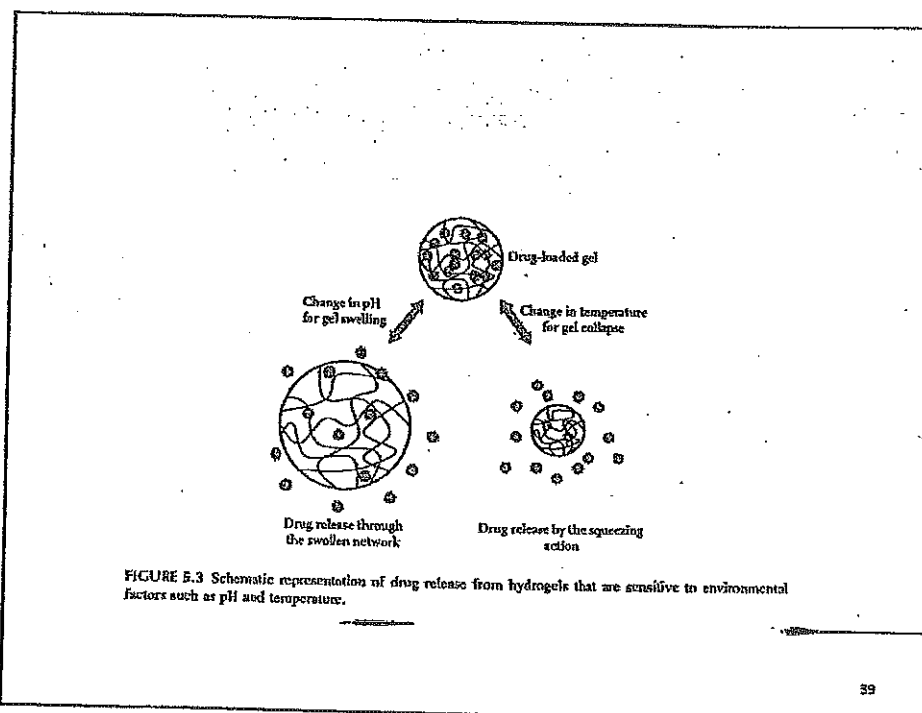 Drug-loaded gel
Change in pH
for gel swelling
Change in temperature
for gel collapse
Drug release through
the swollen network
Drug release by the squeezing
action
FIGURE 5.3 Schematic representation of drug release from hydrogels that are sensitive to environmental
factors such as pH and temperature.
39